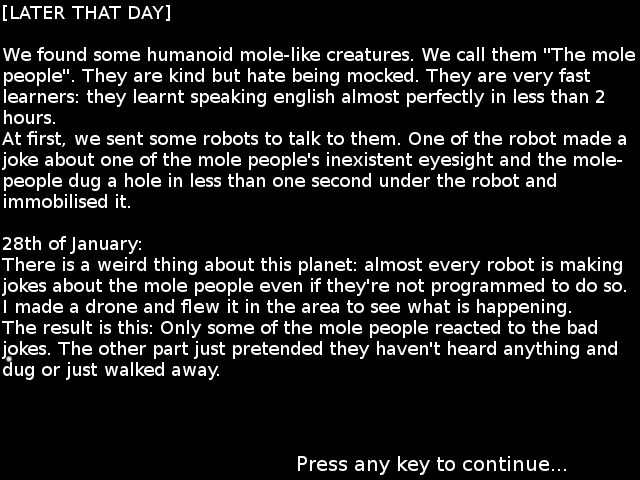 [LATER THAT DAY]
We found some humanoid mole-like creatures. We call them "The mole
people". They are kind but hate being mocked. They are very fast
learners: they learnt speaking english almost perfectly in less than 2
hours.
At first, we sent some robots to talk to them. One of the robot made a
joke about one of the mole people's inexistent eyesight and the mole-
people dug a hole in less than one second under the robot and
immobilised it.
28th of January:
There is a weird thing about this planet: almost every robot is making
jokes about the mole people even if they're not programmed to do so.
I made a drone and flew it in the area to see what is happening.
The result is this: Only some of the mole people reacted to the bad
jokes. The other part just pretended they haven't heard anything and
dug or just walked away.
Press any key to continue...